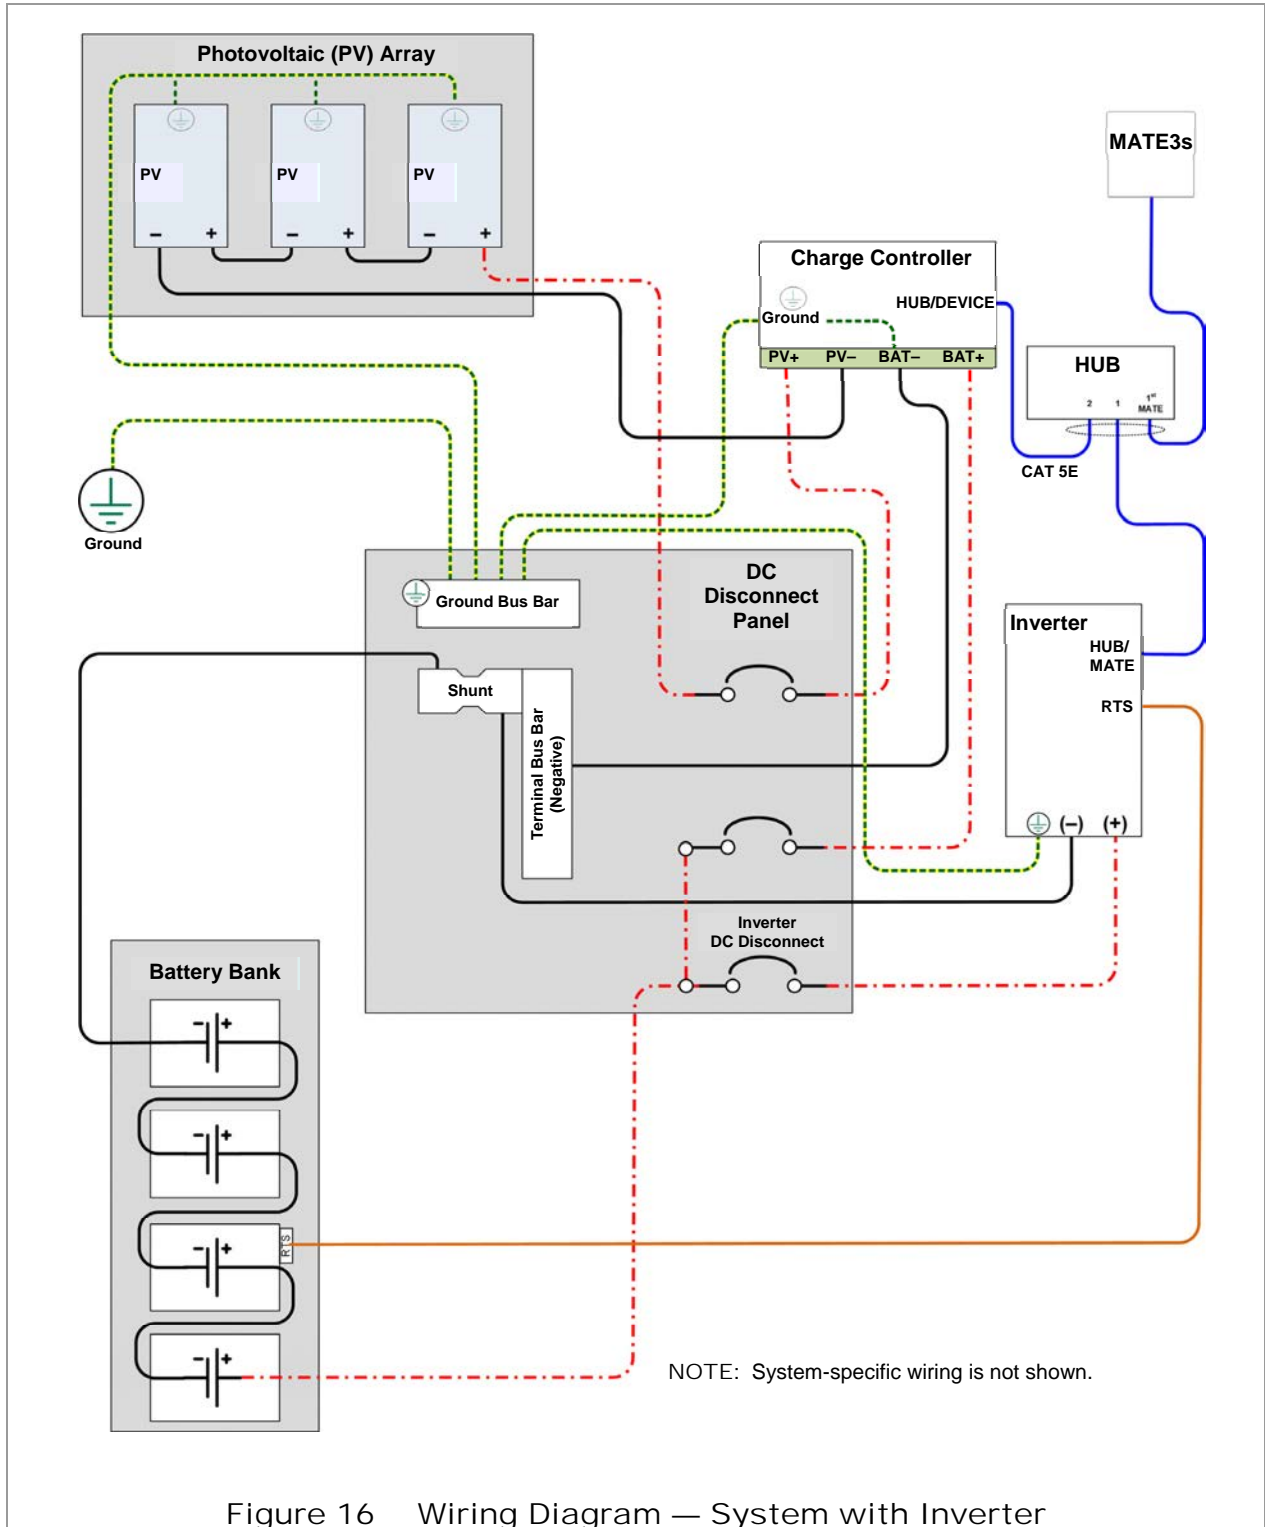 Photovoltaic (PV) Array
PV
PV
PV
– +
– +
– +
MATE3s
Charge Controller
HUB/DEVICE
Ground
PV+ PV– BAT– BAT+
HUB
2 1 1st MATE
CAT 5E
Ground
DC
Disconnect
Panel
Ground Bus Bar
Shunt
Terminal Bus Bar
(Negative)
Inverter
HUB/
MATE
RTS
(–) (+)
Inverter
DC Disconnect
Battery Bank
- +
- +
- +
RTS
- +
NOTE: System-specific wiring is not shown.
Figure 16 Wiring Diagram — System with Inverter